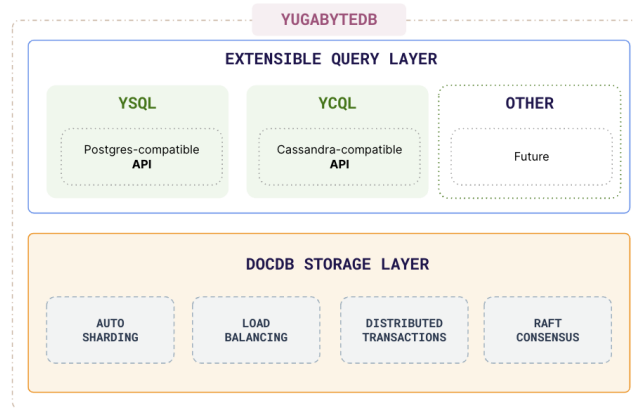 YUGABYTEDB
EXTENSIBLE QUERY LAYER
YSQL
Postgres-compatible
API
YCQL
Cassandra-compatible
API
OTHER
Future
DOCDB STORAGE LAYER
AUTO
SHARDING
LOAD
BALANCING
DISTRIBUTED
TRANSACTIONS
RAFT
CONSENSUS